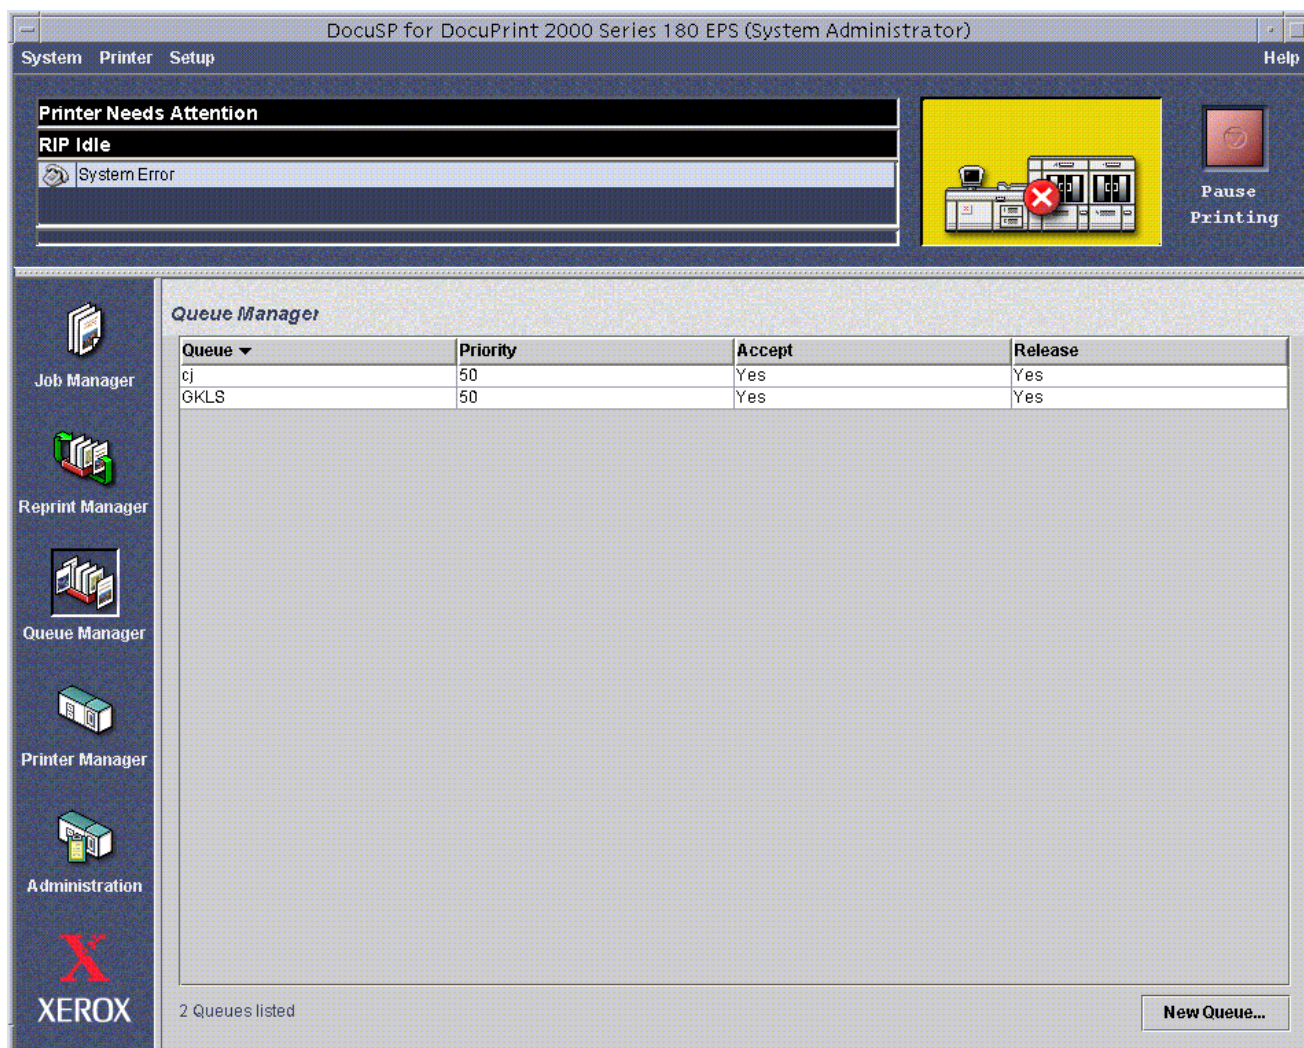 DocuSP for DocuPrint 2000 Series 180 EPS (System Administrator)
System Printer Setup Help
Printer Needs Attention
RIP Idle
System Error
Pause
Printing
Queue Manager
Queue Priority Accept Release
cj 50 Yes Yes
GKLS 50 Yes Yes
Job Manager
Reprint Manager
Queue Manager
Printer Manager
Administration
X
XEROX
2 Queues listed
New Queue...